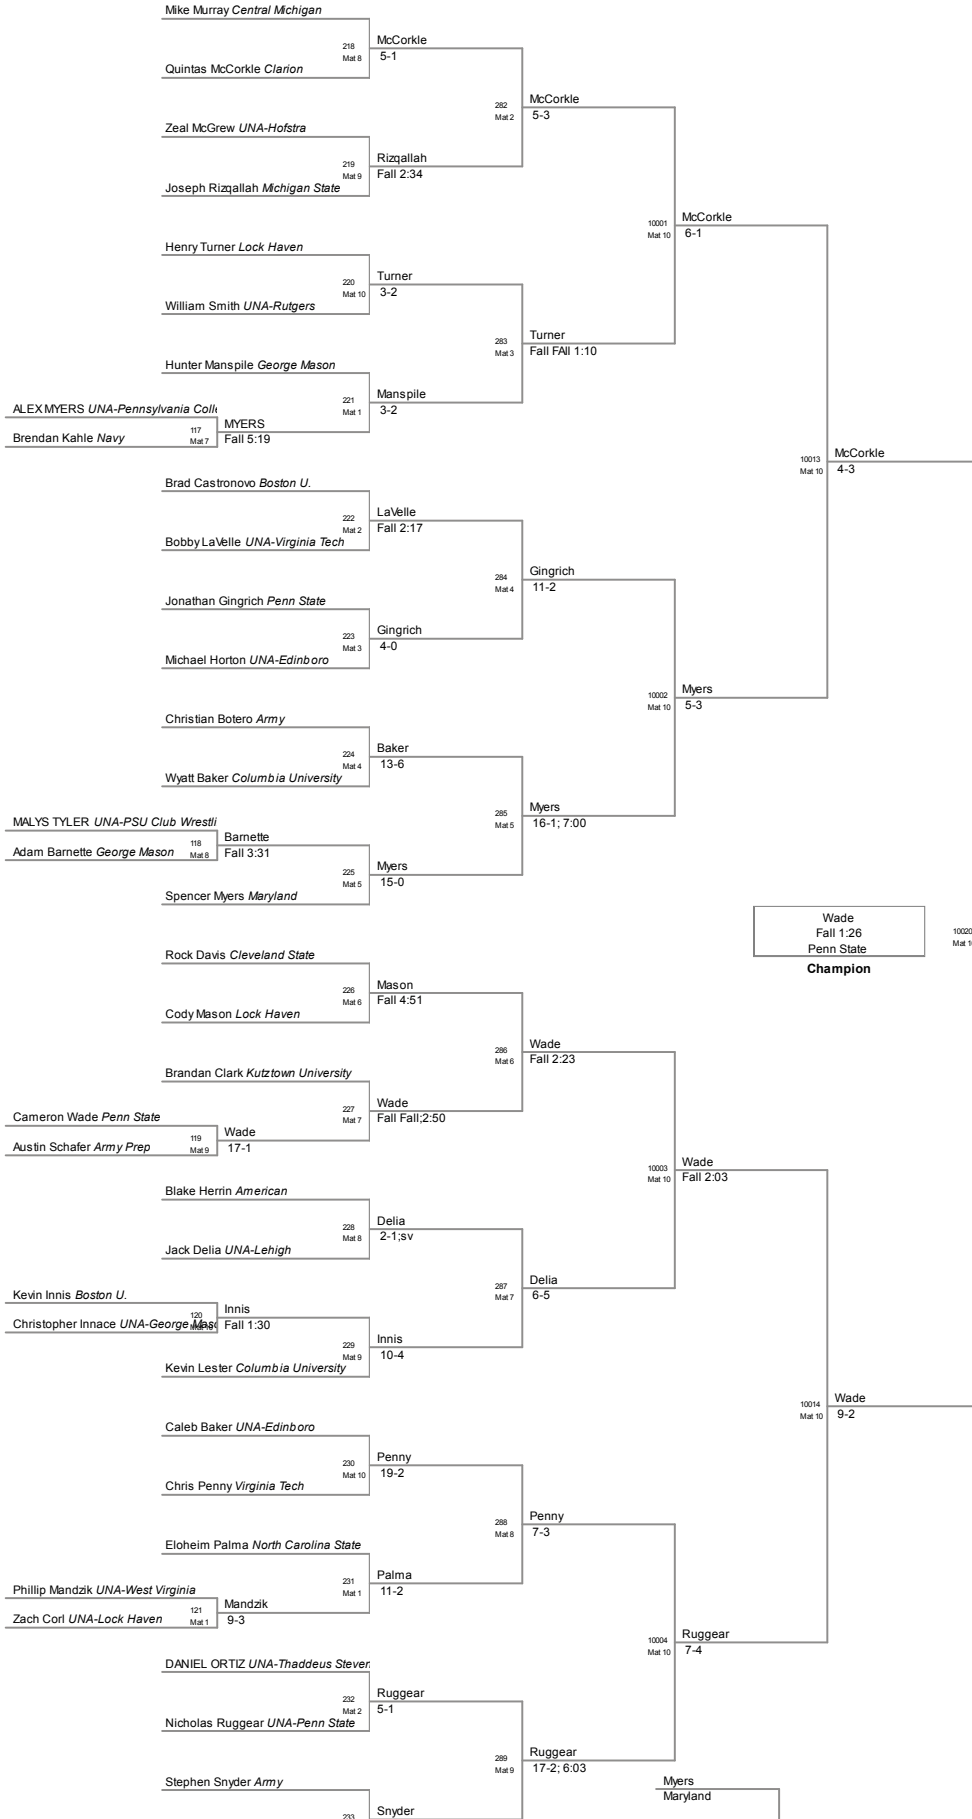 Mike Murray Central Michigan
218
Mat 8
McCorkle
5-1
Quintas McCorkle Clarion
282
Mat 2
McCorkle
5-3
Zeal McGrew UNA-Hofstra
219
Mat 9
Rizqallah
Fall 2:34
Joseph Rizqallah Michigan State
10001
Mat 10
McCorkle
6-1
Henry Turner Lock Haven
220
Mat 10
Turner
3-2
William Smith UNA-Rutgers
283
Mat 3
Turner
Fall FAll 1:10
Hunter Manspile George Mason
221
Mat 1
Manspile
3-2
ALEX MYERS UNA-Pennsylvania Colle
117
Mat 7
MYERS
Fall 5:19
Brendan Kahle Navy
10013
Mat 10
McCorkle
4-3
Brad Castronovo Boston U.
222
Mat 2
LaVelle
Fall 2:17
Bobby LaVelle UNA-Virginia Tech
284
Mat 4
Gingrich
11-2
Jonathan Gingrich Penn State
223
Mat 3
Gingrich
4-0
Michael Horton UNA-Edinboro
10002
Mat 10
Myers
5-3
Christian Botero Army
224
Mat 4
Baker
13-6
Wyatt Baker Columbia University
285
Mat 5
Myers
16-1; 7:00
MALYS TYLER UNA-PSU Club Wrestli
118
Mat 8
Barnette
Fall 3:31
Adam Barnette George Mason
225
Mat 5
Myers
15-0
Spencer Myers Maryland
Wade
Fall 1:26
Penn State
Champion
10020
Mat 10
Rock Davis Cleveland State
226
Mat 6
Mason
Fall 4:51
Cody Mason Lock Haven
286
Mat 6
Wade
Fall 2:23
Brandan Clark Kutztown University
227
Mat 7
Wade
Fall Fall;2:50
Cameron Wade Penn State
119
Mat 9
Wade
17-1
Austin Schafer Army Prep
10003
Mat 10
Wade
Fall 2:03
Blake Herrin American
228
Mat 8
Delia
2-1;sv
Jack Delia UNA-Lehigh
287
Mat 7
Delia
6-5
Kevin Innis Boston U.
120
Innis
Fall 1:30
Christopher Innace UNA-George Maso
229
Mat 9
Innis
10-4
Kevin Lester Columbia University
10014
Mat 10
Wade
9-2
Caleb Baker UNA-Edinboro
230
Mat 10
Penny
19-2
Chris Penny Virginia Tech
288
Mat 8
Penny
7-3
Eloheim Palma North Carolina State
231
Mat 1
Palma
11-2
Phillip Mandzik UNA-West Virginia
121
Mat 1
Mandzik
9-3
Zach Corl UNA-Lock Haven
10004
Mat 10
Ruggear
7-4
DANIEL ORTIZ UNA-Thaddeus Steven
232
Mat 2
Ruggear
5-1
Nicholas Ruggear UNA-Penn State
289
Mat 9
Ruggear
17-2; 6:03
Stephen Snyder Army
233
Snyder
Myers
Maryland